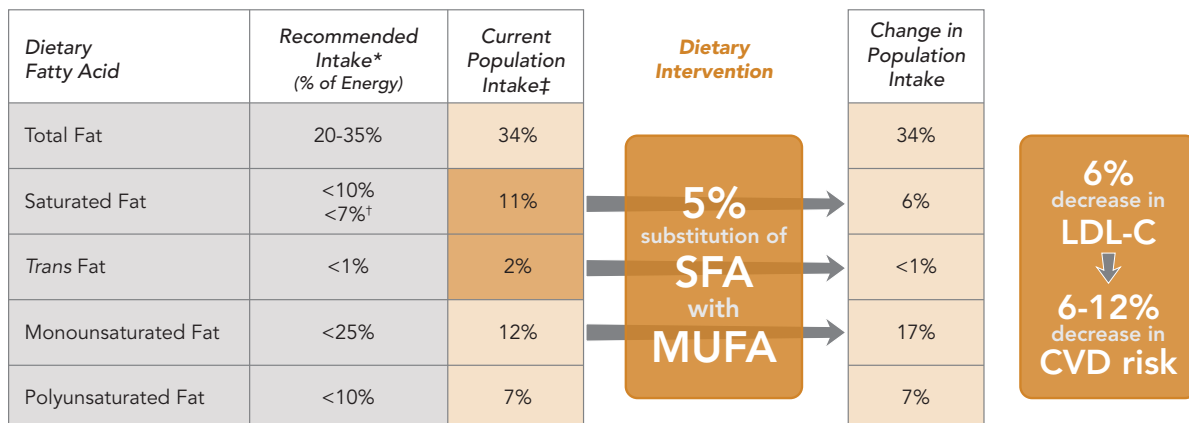 Dietary
Fatty Acid
Recommended
Intake*
(% of Energy)
Current
Population
Intake‡
Dietary
Intervention
Change in
Population
Intake
Total Fat
20-35%
34%
34%
Saturated Fat
<10%
<7%†
11%
6%
Trans Fat
<1%
2%
<1%
Monounsaturated Fat
<25%
12%
17%
Polyunsaturated Fat
<10%
7%
7%
5%
substitution of
SFA
with
MUFA
6%
decrease in
LDL-C
6-12%
decrease in
CVD risk